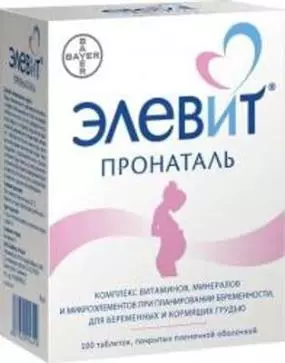 BAYER
BAYER
ЭЛЕВИТ®
ПРОНАТАЛЬ
КОМПЛЕКС ВИТАМИНОВ, МИНЕРАЛОВ
И МИКРОЭЛЕМЕНТОВ ПРИ ПЛАНИРОВАНИИ БЕРЕМЕННОСТИ,
ДЛЯ БЕРЕМЕННЫХ И КОРМЯЩИХ ГРУДЬЮ
100 таблеток, покрытых пленочной оболочкой